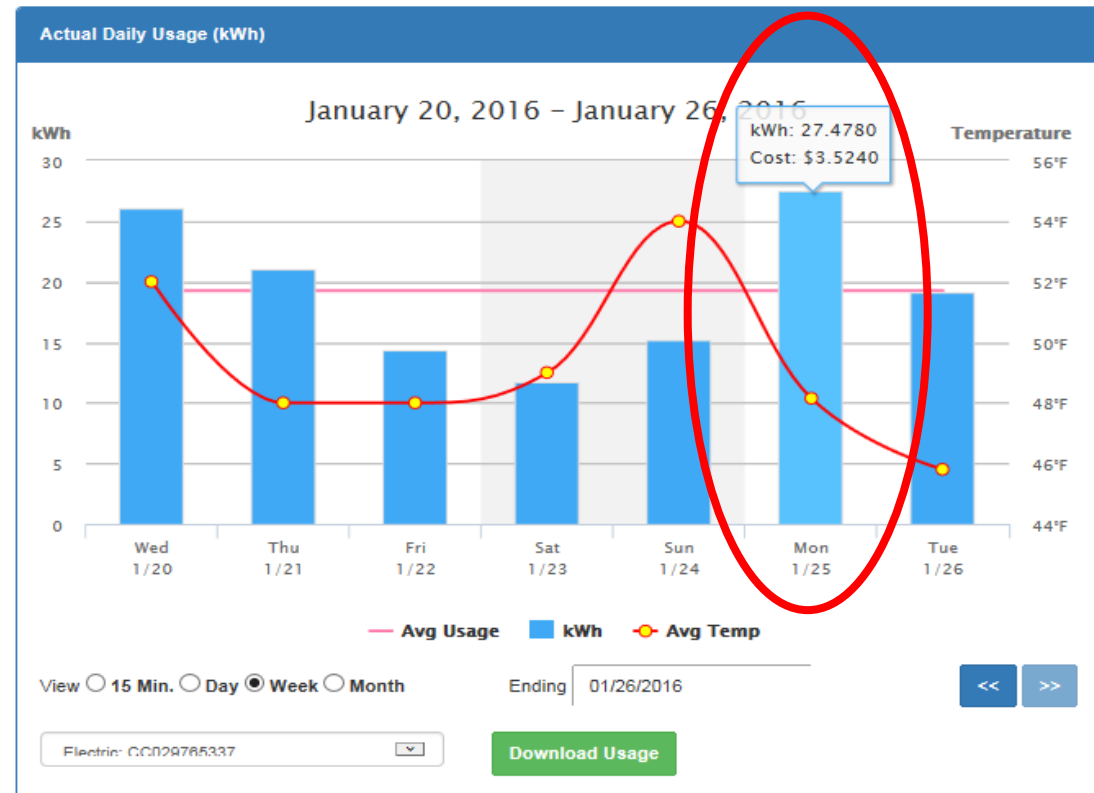 Actual Daily Usage (kWh)
January 20, 2016 – January 26, 2016
kWh
Temperature
kWh: 27.4780
Cost: $3.5240
30
25
20
15
10
5
0
56°F
54°F
52°F
50°F
48°F
46°F
44°F
Wed
1/20
Thu
1/21
Fri
1/22
Sat
1/23
Sun
1/24
Mon
1/25
Tue
1/26
Avg Usage kWh Avg Temp
View 15 Min. Day Week Month Ending 01/26/2016 << >>
Electric: CC029765337 Download Usage